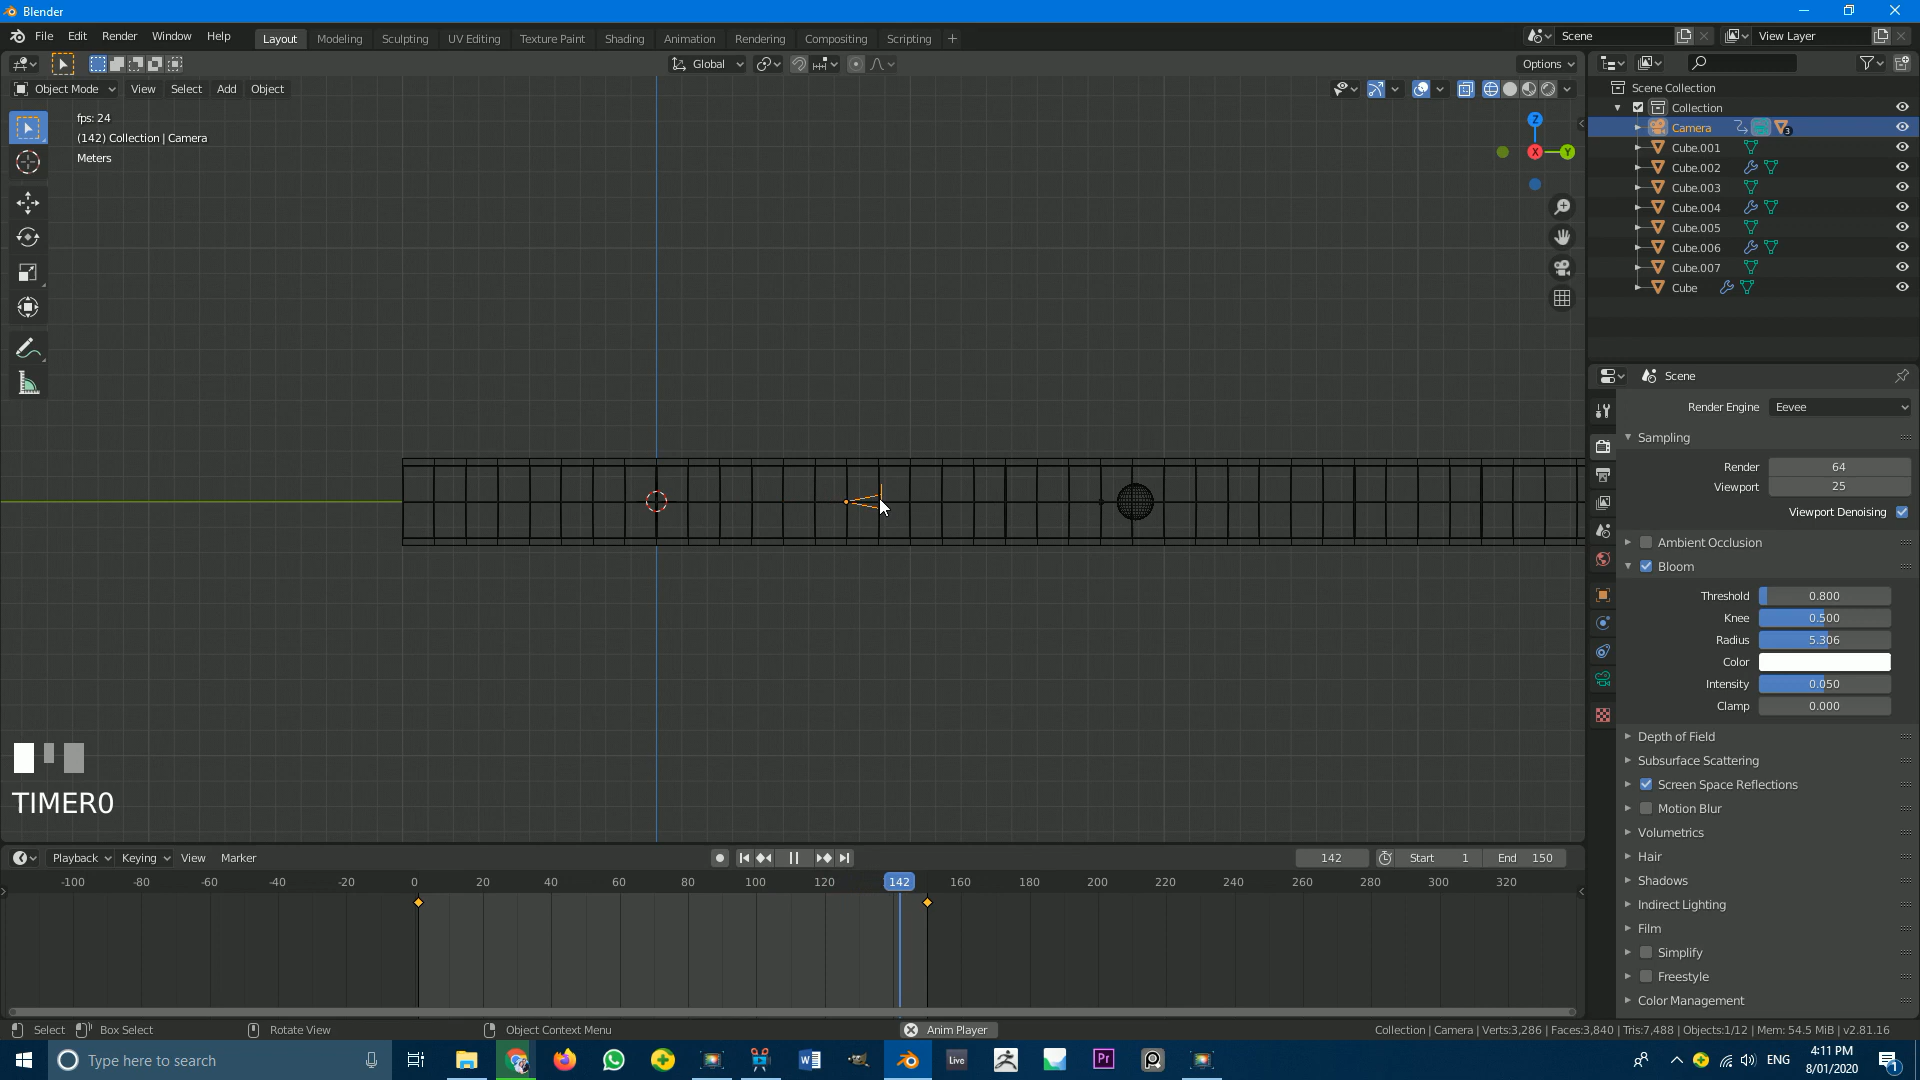 Blender
File Edit Render Window Help
Layout Modeling Sculpting UV Editing Texture Paint Shading Animation Rendering Compositing Scripting +
Scene
View Layer
Global
Options
Object Mode View Select Add Object
fps: 24
(142) Collection | Camera
Meters
Z
X
Y
Scene Collection
Collection
Camera 3
Cube.001
Cube.002
Cube.003
Cube.004
Cube.005
Cube.006
Cube.007
Cube
Scene
Render Engine Eevee
Sampling
Render 64
Viewport 25
Viewport Denoising
Ambient Occlusion
Bloom
Threshold 0.800
Knee 0.500
Radius 5.306
Color
Intensity 0.050
Clamp 0.000
Depth of Field
Subsurface Scattering
Screen Space Reflections
Motion Blur
Volumetrics
Hair
Shadows
Indirect Lighting
Film
Simplify
Freestyle
Color Management
TIMER0
Playback Keying View Marker
142 Start 1 End 150
-100 -80 -60 -40 -20 0 20 40 60 80 100 120 142 160 180 200 220 240 260 280 300 320
Select Box Select Rotate View Object Context Menu Anim Player
Collection | Camera | Verts:3,286 | Faces:3,840 | Tris:7,488 | Objects:1/12 | Mem: 54.5 MiB | v2.81.16
Type here to search
Live
Pr
ENG
4:11 PM
8/01/2020
1